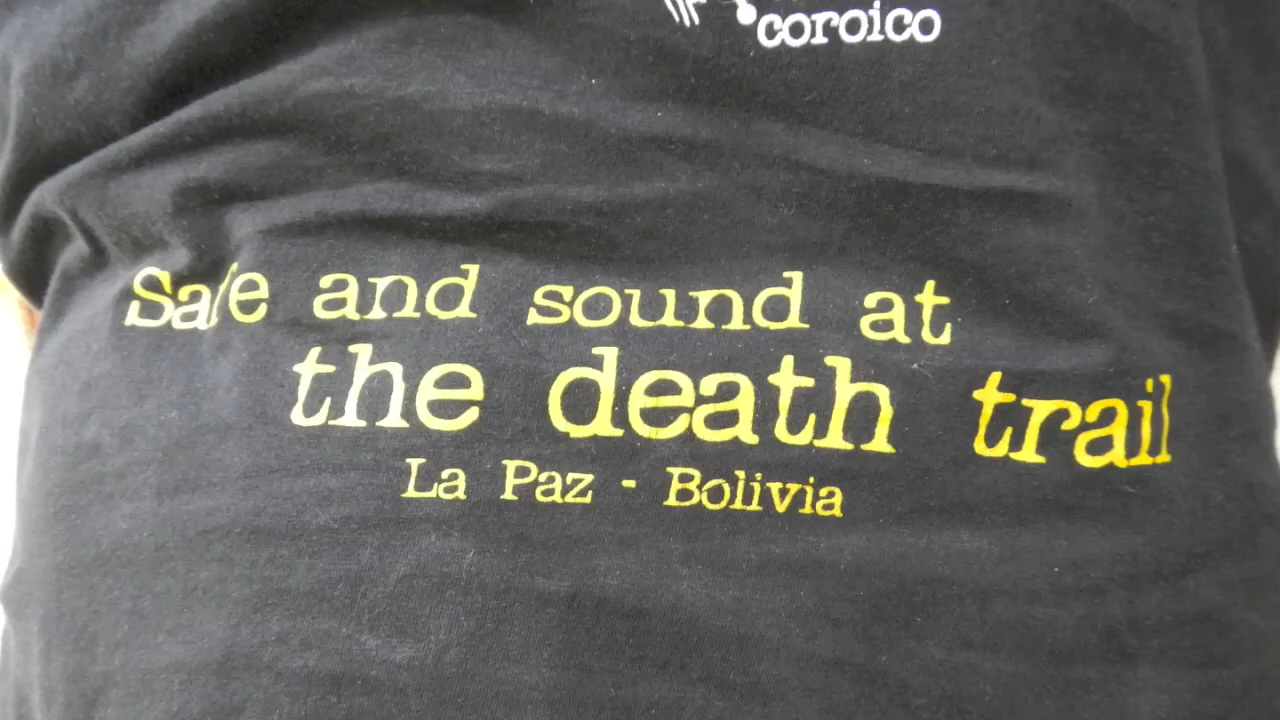 coroico
Safe and sound at
the death trail
La Paz - Bolivia